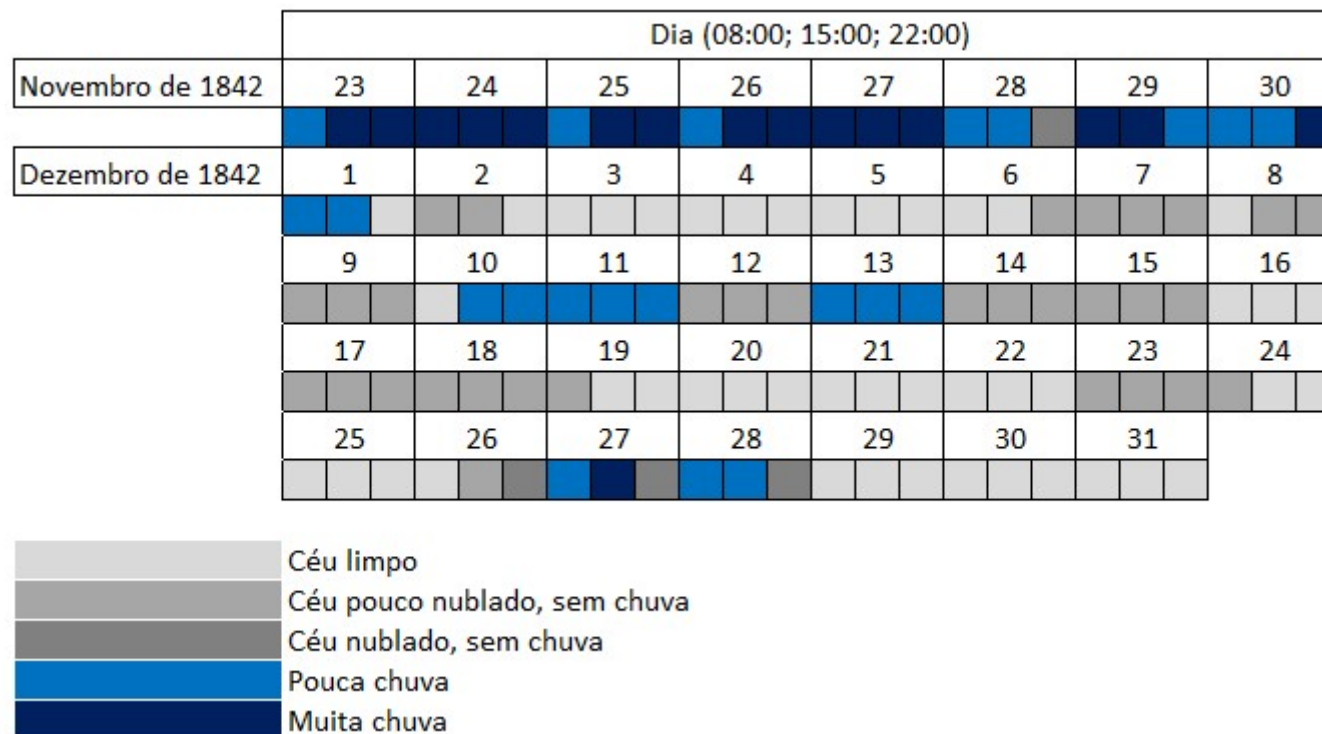 Dia (08:00; 15:00; 22:00)
Novembro de 1842 23 24 25 26 27 28 29 30
Dezembro de 1842 1 2 3 4 5 6 7 8
9 10 11 12 13 14 15 16
17 18 19 20 21 22 23 24
25 26 27 28 29 30 31
Céu limpo
Céu pouco nublado, sem chuva
Céu nublado, sem chuva
Pouca chuva
Muita chuva